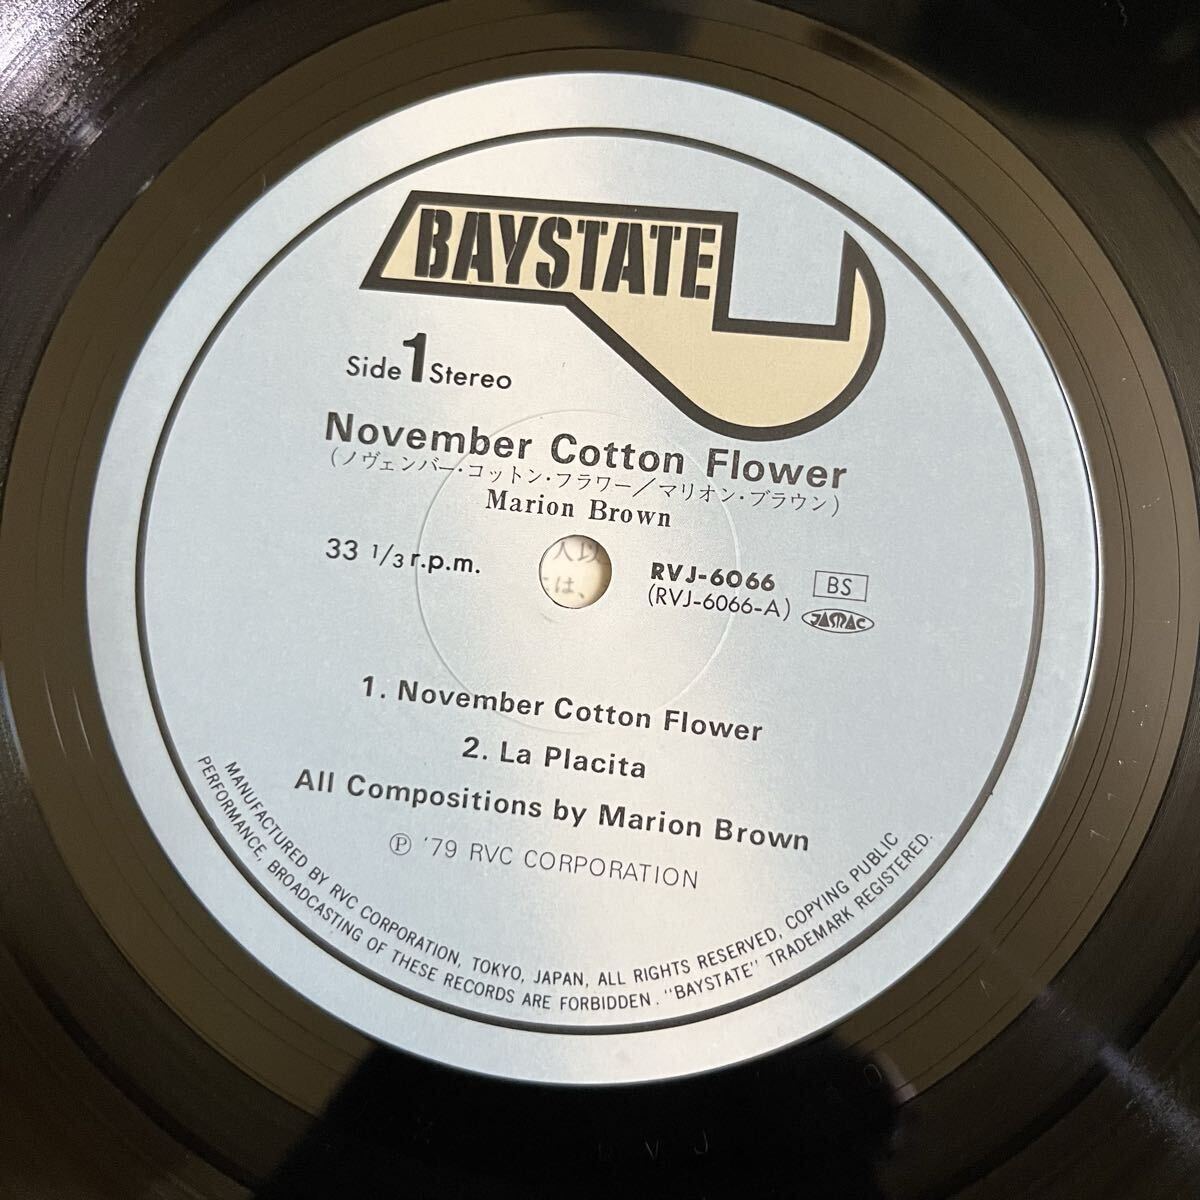 BAYSTATE
Side 1 Stereo
November Cotton Flower
(ノヴェンバー・コットン・フラワー/マリオン・ブラウン)
Marion Brown
33 1/3 r.p.m.
RVJ-6066
(RVJ-6066-A)
BS
JASRAC
は、
1. November Cotton Flower
2. La Placita
All Compositions by Marion Brown
Ⓟ '79 RVC CORPORATION
MANUFACTURED BY RVC CORPORATION, TOKYO, JAPAN, ALL RIGHTS RESERVED, COPYING PUBLIC
PERFORMANCE, BROADCASTING OF THESE RECORDS ARE FORBIDDEN. "BAYSTATE" TRADEMARK REGISTERED.